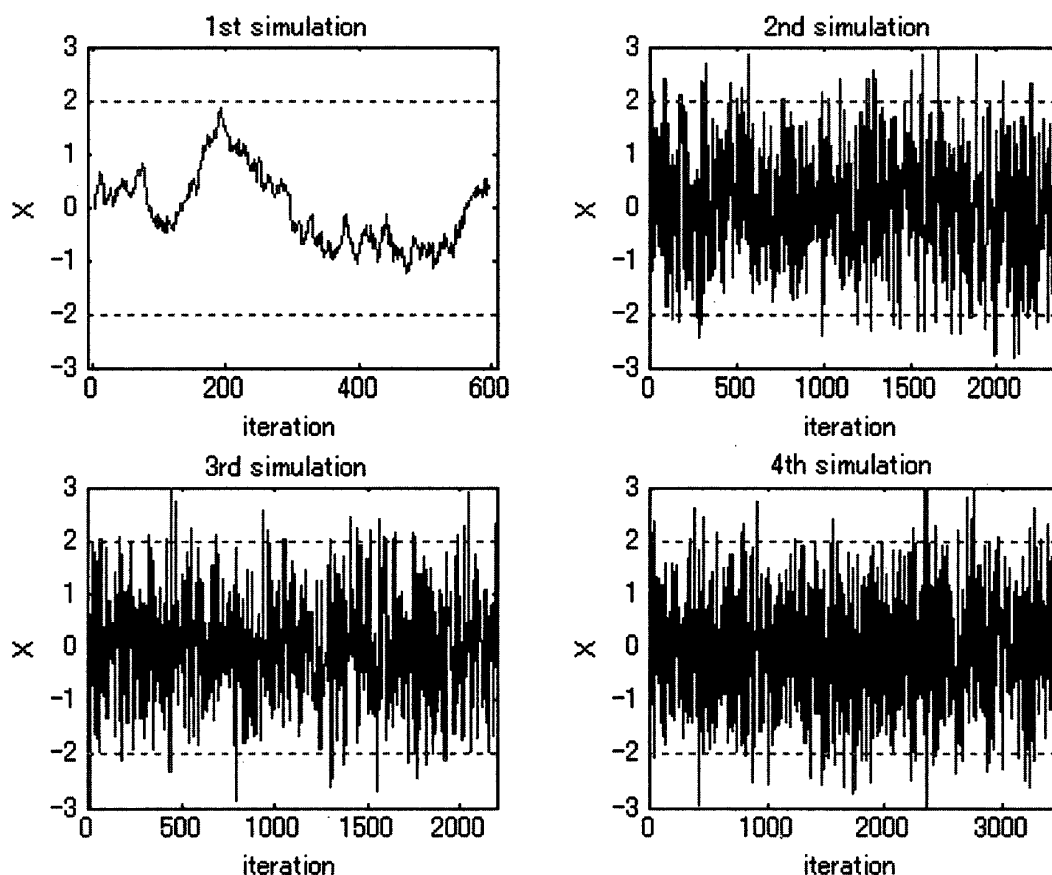 1st simulation
3
2
1
0
-1
-2
-3
X
0 200 400 600
iteration
2nd simulation
3
2
1
0
-1
-2
-3
X
0 500 1000 1500 2000
iteration
3rd simulation
3
2
1
0
-1
-2
-3
X
0 500 1000 1500 2000
iteration
4th simulation
3
2
1
0
-1
-2
-3
X
0 1000 2000 3000
iteration